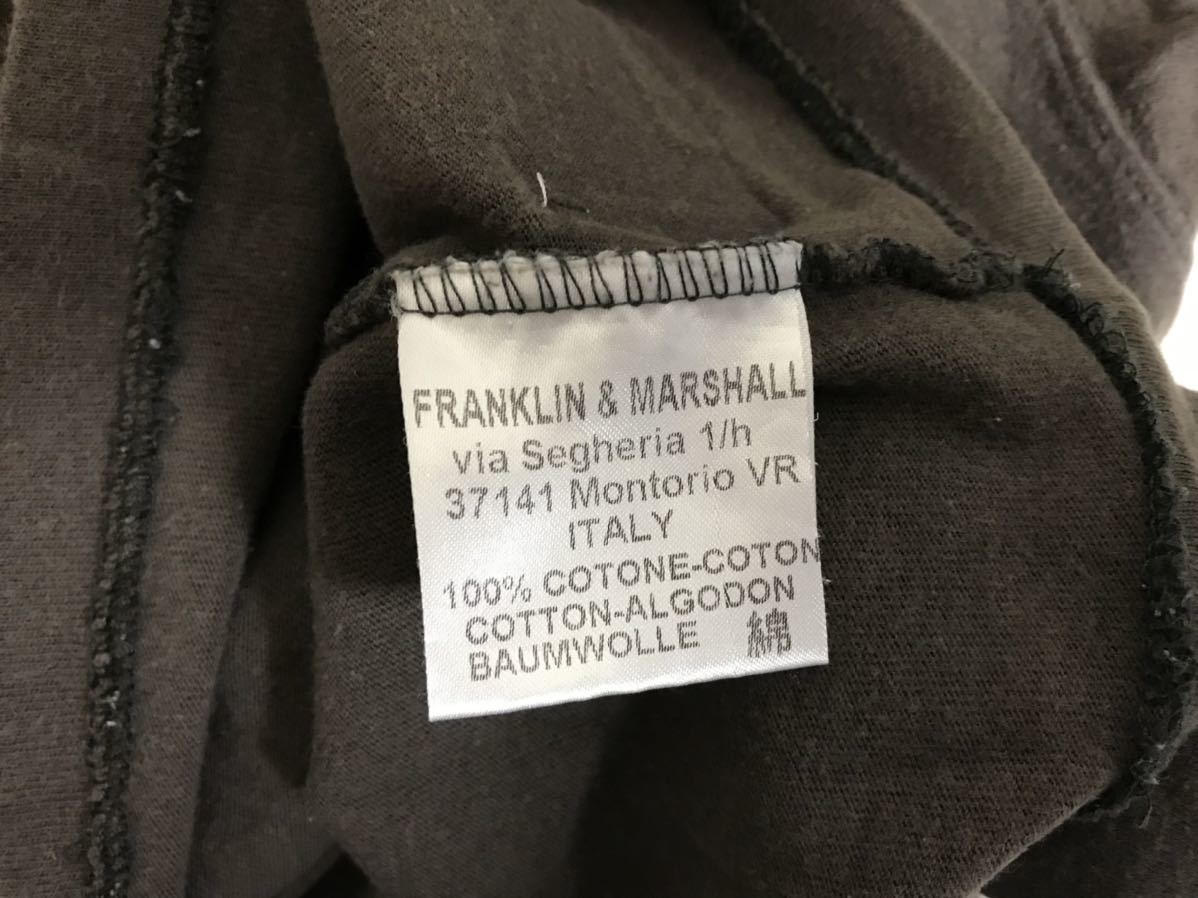 FRANKLIN & MARSHALL
via Segheria 1/h
37141 Montorio VR
ITALY
100% COTONE-COTON
COTTON-ALGODON
BAUMWOLLE 綿